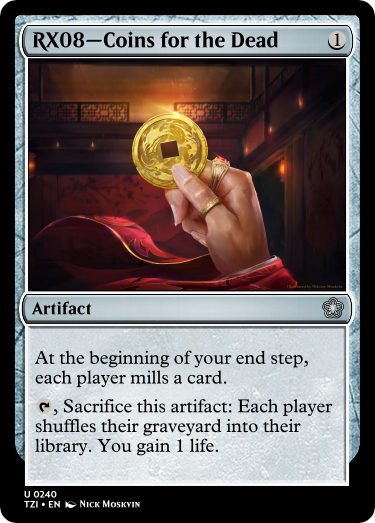 RX08—Coins for the Dead 1
Artifact
At the beginning of your end step,
each player mills a card.
, Sacrifice this artifact: Each player
shuffles their graveyard into their
library. You gain 1 life.
U 0240
TZI • EN Nick Moskvin